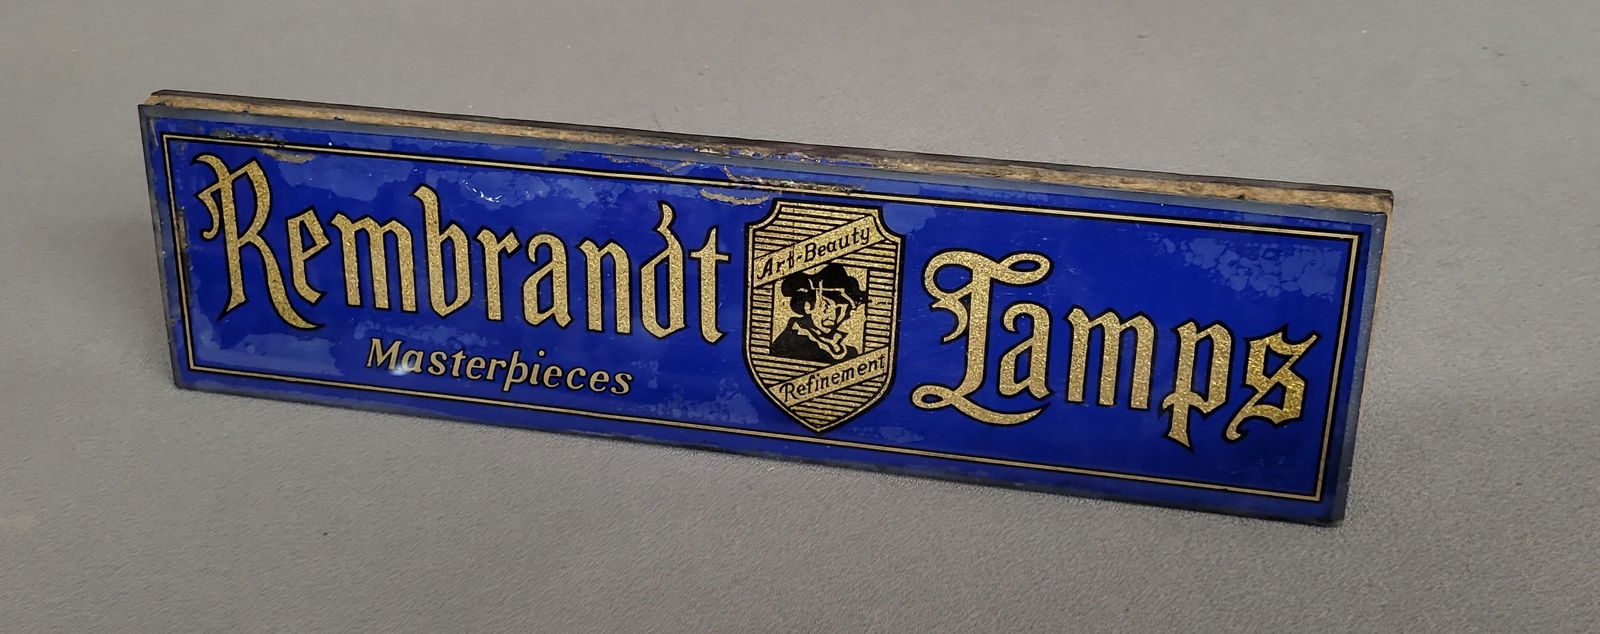 Rembrandt Lamps
Masterpieces
Art-Beauty
Refinement